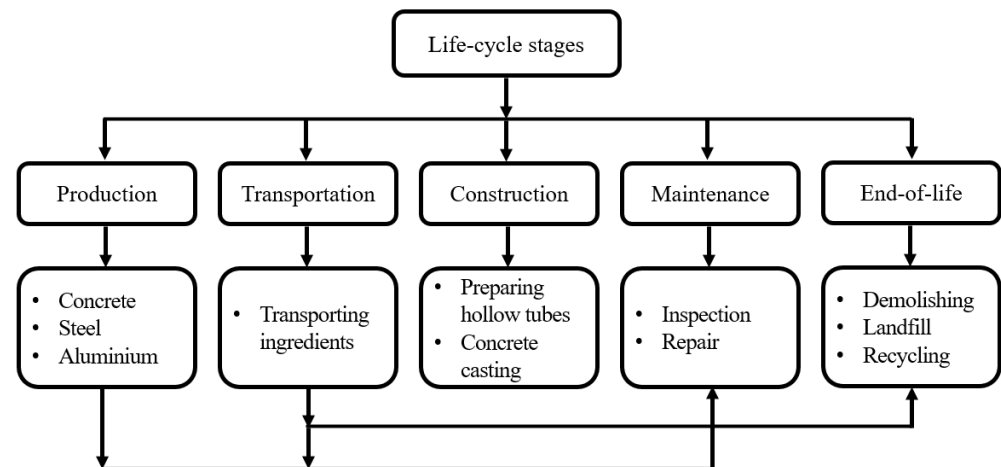 Life-cycle stages
Production
Transportation
Construction
Maintenance
End-of-life
• Concrete
• Steel
• Aluminium
• Transporting
ingredients
• Preparing
hollow tubes
• Concrete
casting
• Inspection
• Repair
• Demolishing
• Landfill
• Recycling